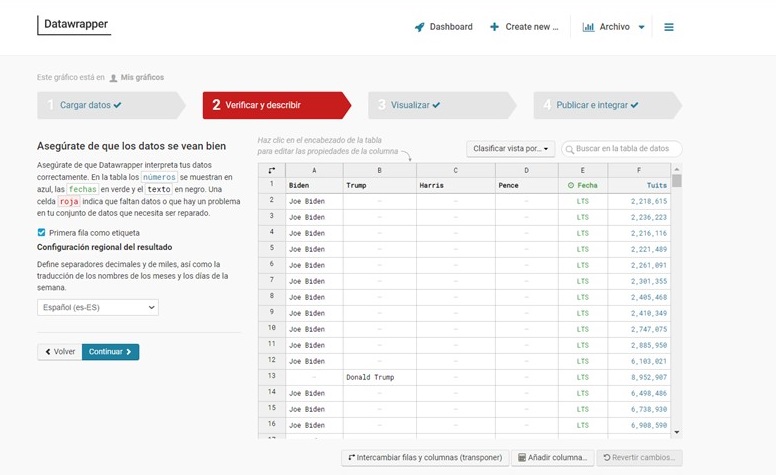 Datawrapper
Dashboard
Create new ...
Archivo
Este gráfico está en Mis gráficos
1 Cargar datos
2 Verificar y describir
3 Visualizar
4 Publicar e integrar
Asegúrate de que los datos se vean bien
Asegúrate de que Datawrapper interpreta tus datos
correctamente. En la tabla los números se muestran en
azul, las fechas en verde y el texto en negro. Una
celda roja indica que faltan datos o que hay un problema
en tu conjunto de datos que necesita ser reparado.
Primera fila como etiqueta
Configuración regional del resultado
Define separadores decimales y de miles, así como la
traducción de los nombres de los meses y los días de la
semana.
Español (es-ES)
Volver
Continuar
Haz clic en el encabezado de la tabla
para editar las propiedades de la columna
Clasificar vista por...
Buscar en la tabla de datos
A B C D E F
1 Biden Trump Harris Pence Fecha Tuits
2 Joe Biden – – – LTS 2,218,615
3 Joe Biden – – – LTS 2,236,223
4 Joe Biden – – – LTS 2,216,116
5 Joe Biden – – – LTS 2,221,489
6 Joe Biden – – – LTS 2,261,091
7 Joe Biden – – – LTS 2,301,355
8 Joe Biden – – – LTS 2,405,468
9 Joe Biden – – – LTS 2,410,349
10 Joe Biden – – – LTS 2,747,075
11 Joe Biden – – – LTS 2,885,950
12 Joe Biden – – – LTS 6,103,021
13 – Donald Trump – – LTS 8,952,907
14 Joe Biden – – – LTS 6,498,486
15 Joe Biden – – – LTS 6,738,930
16 Joe Biden – – – LTS 6,908,590
Intercambiar filas y columnas (transponer)
Añadir columna...
Revertir cambios...